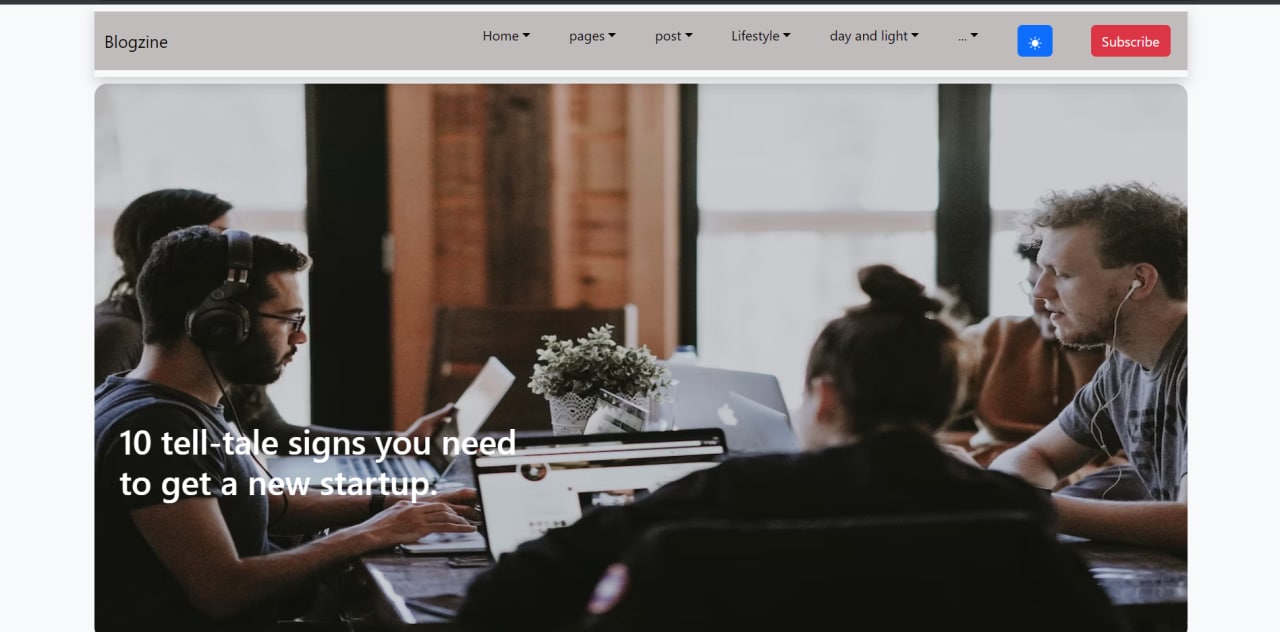 Blogzine
Home
pages
post
Lifestyle
day and light
...
Subscribe
10 tell-tale signs you need
to get a new startup.